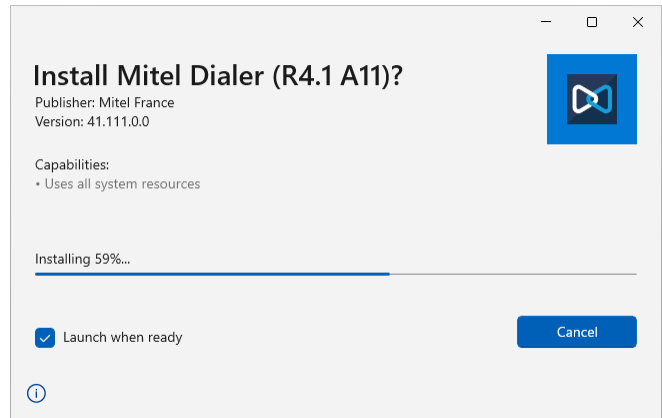 Install Mitel Dialer (R4.1 A11)?
Publisher: Mitel France
Version: 41.111.0.0
Capabilities:
• Uses all system resources
Installing 59%...
Launch when ready
Cancel